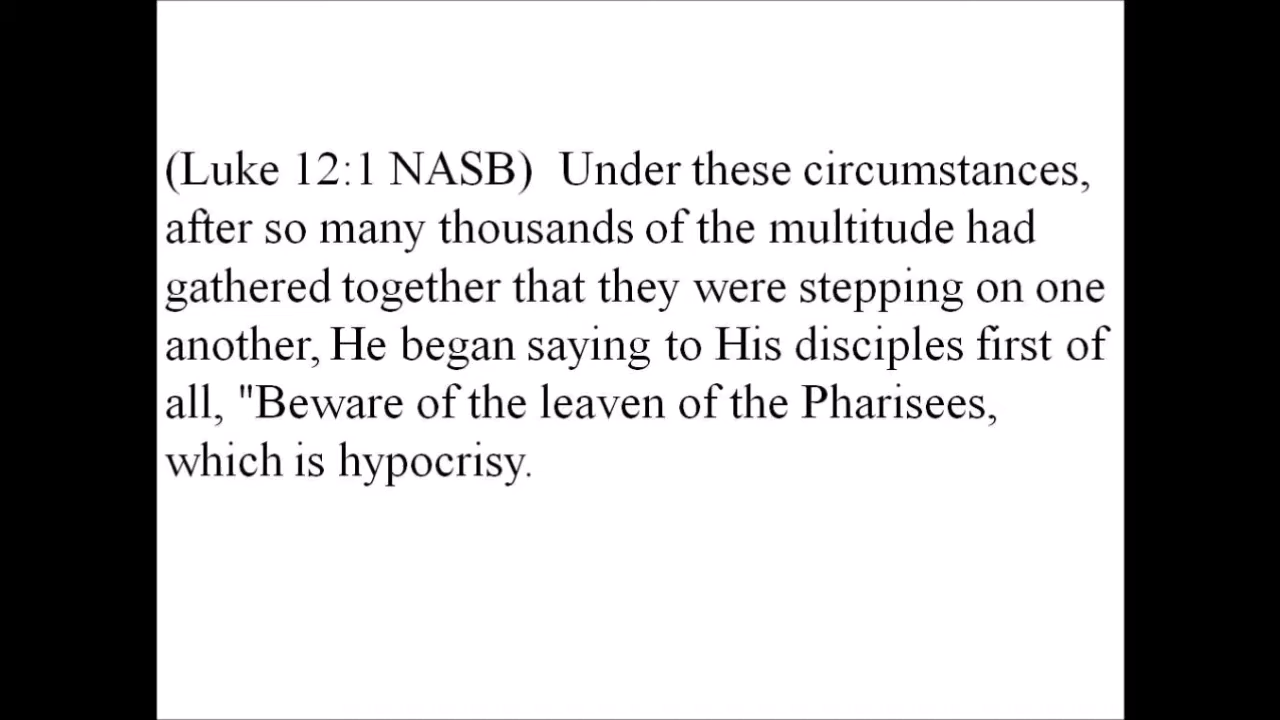 (Luke 12:1 NASB)  Under these circumstances,
after so many thousands of the multitude had
gathered together that they were stepping on one
another, He began saying to His disciples first of
all, "Beware of the leaven of the Pharisees,
which is hypocrisy.